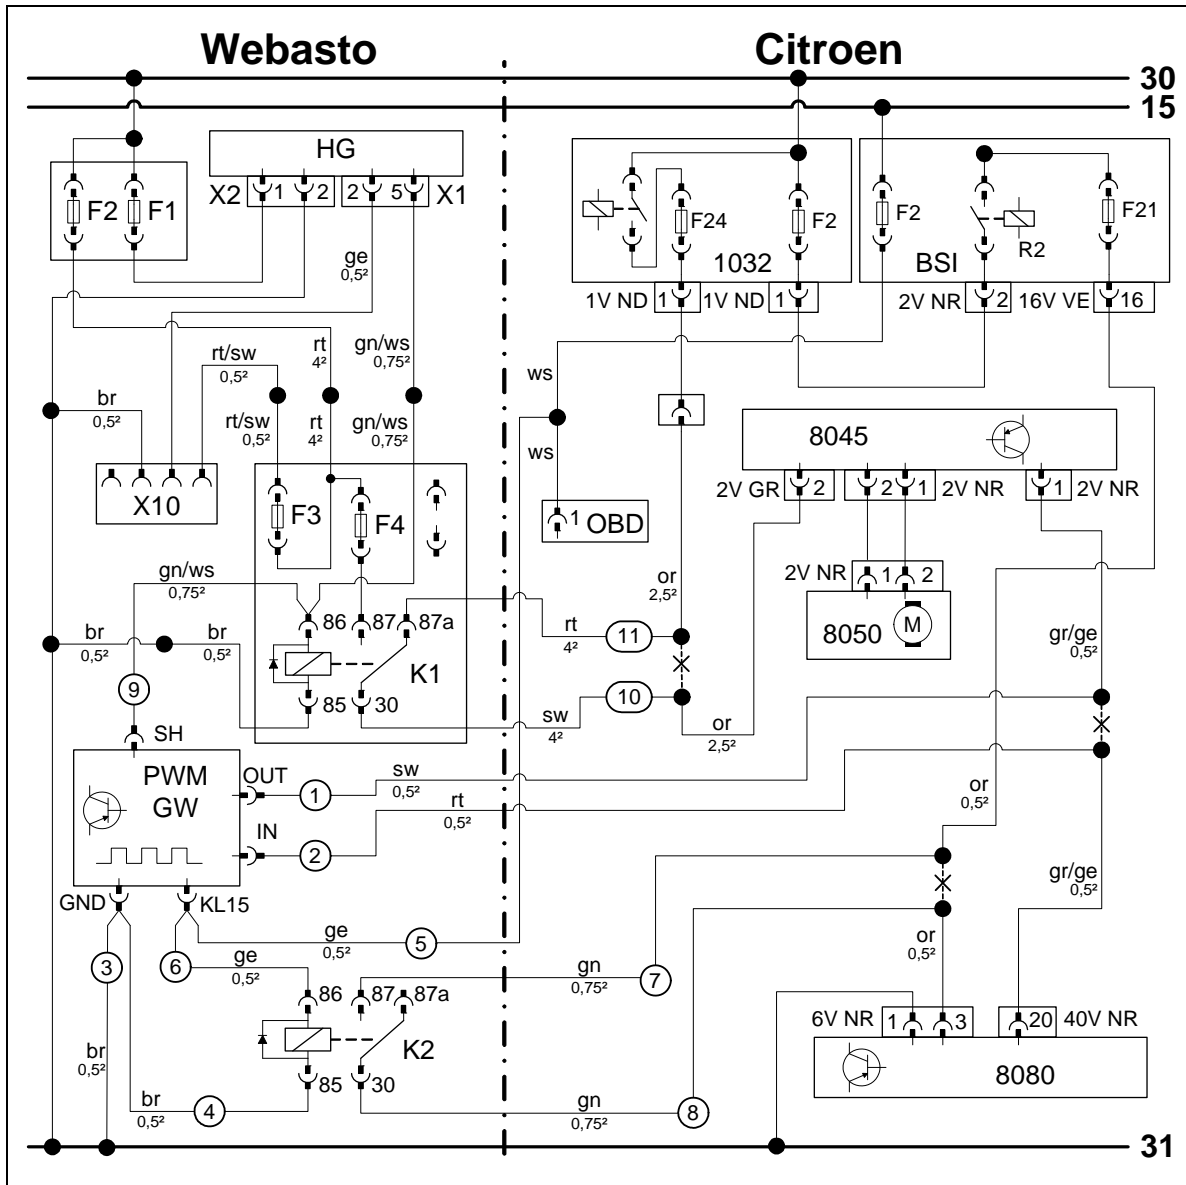 Webasto Citroen
30
15
HG
X2 1 2 2 5 X1
F2 F1
ge
0,5²
F24 F2
1032
F2 R2 F21
BSI
1V ND 1 1V ND 1 2V NR 2 16V VE 16
rt/sw
0,5²
rt
4²
gn/ws
0,75²
ws
br
0,5²
rt/sw
0,5²
rt
4²
gn/ws
0,75²
ws
8045
2V GR 2 2 1 2V NR 1 2V NR
X10
F3 F4
1 OBD
gn/ws
0,75²
or
2,5²
2V NR 1 2
8050 M
86 87 87a
br
0,5²
br
0,5²
K1
rt
4²
11
gr/ge
0,5²
9
85 30
10
sw
4²
or
2,5²
SH
PWM
GW
OUT
1
sw
0,5²
IN
2
rt
0,5²
or
0,5²
GND KL15
gr/ge
0,5²
3 6
ge
0,5²
5
ge
0,5²
or
0,5²
86 87 87a
gn
0,75²
7
6V NR 1 3 20 40V NR
K2
br
0,5²
85 30
8080
br
0,5²
4
gn
0,75²
8
31